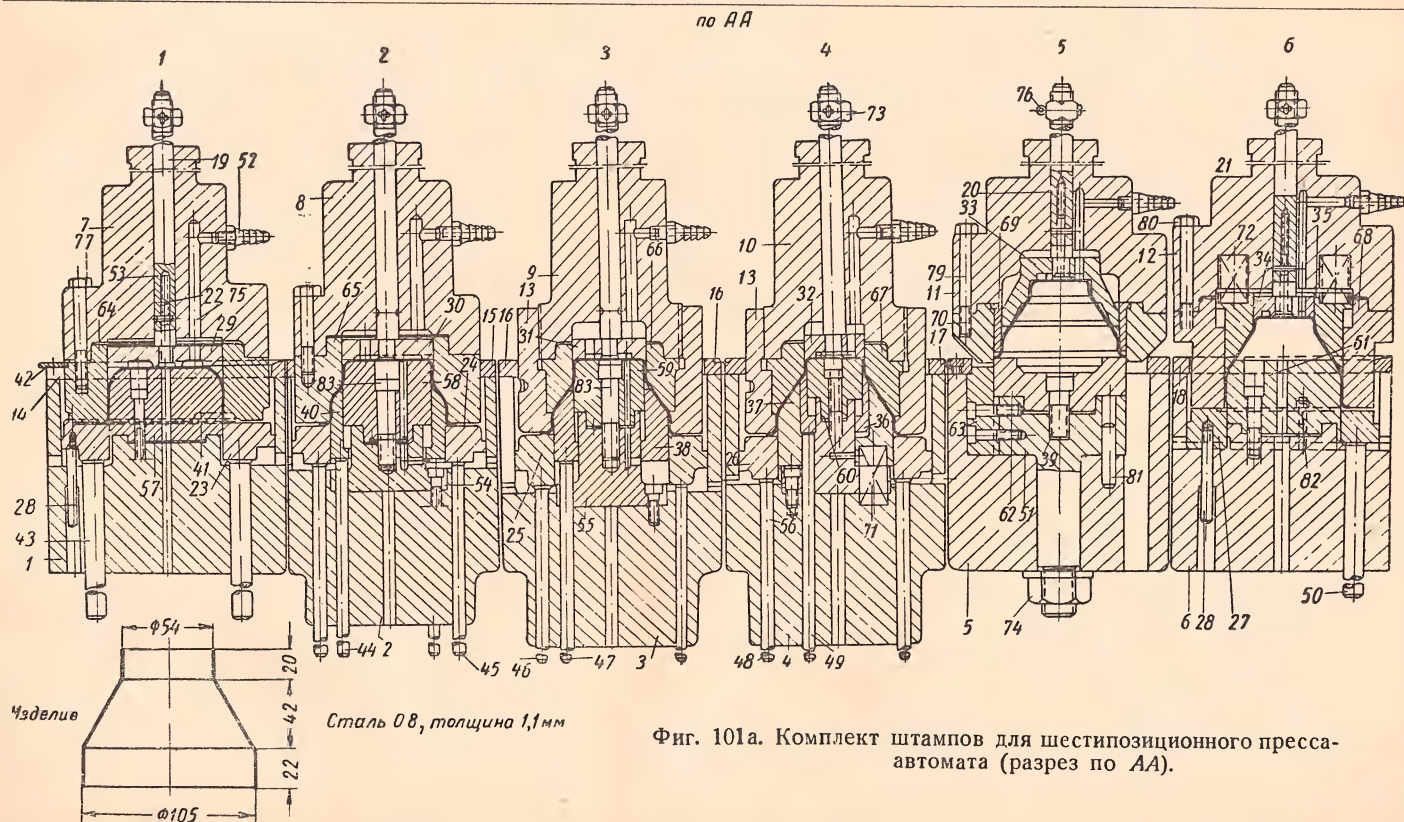 по АА
1 2 3 4 5 6
76 73
19 52 21
8 20
7 77 33 69 80 35 68
66 10 12 72
53 9 79 34
22 75 65 30 13 13 32 67 11
64 29 15 16 31 16 70 17 61
42 83 58 24 83 59 37
14 40 36 18
41 38 26 60 63 39
57 23 54
28 25 55 56 71 62 51 81 82
43
1
50
44 2 45 46 47 3 48 4 49 5 74 6 28 27
Ф54
20
42
22
Ф105
Изделие
Сталь 08, толщина 1,1мм
Фиг. 101а. Комплект штампов для шестипозиционного пресса-
автомата (разрез по АА).